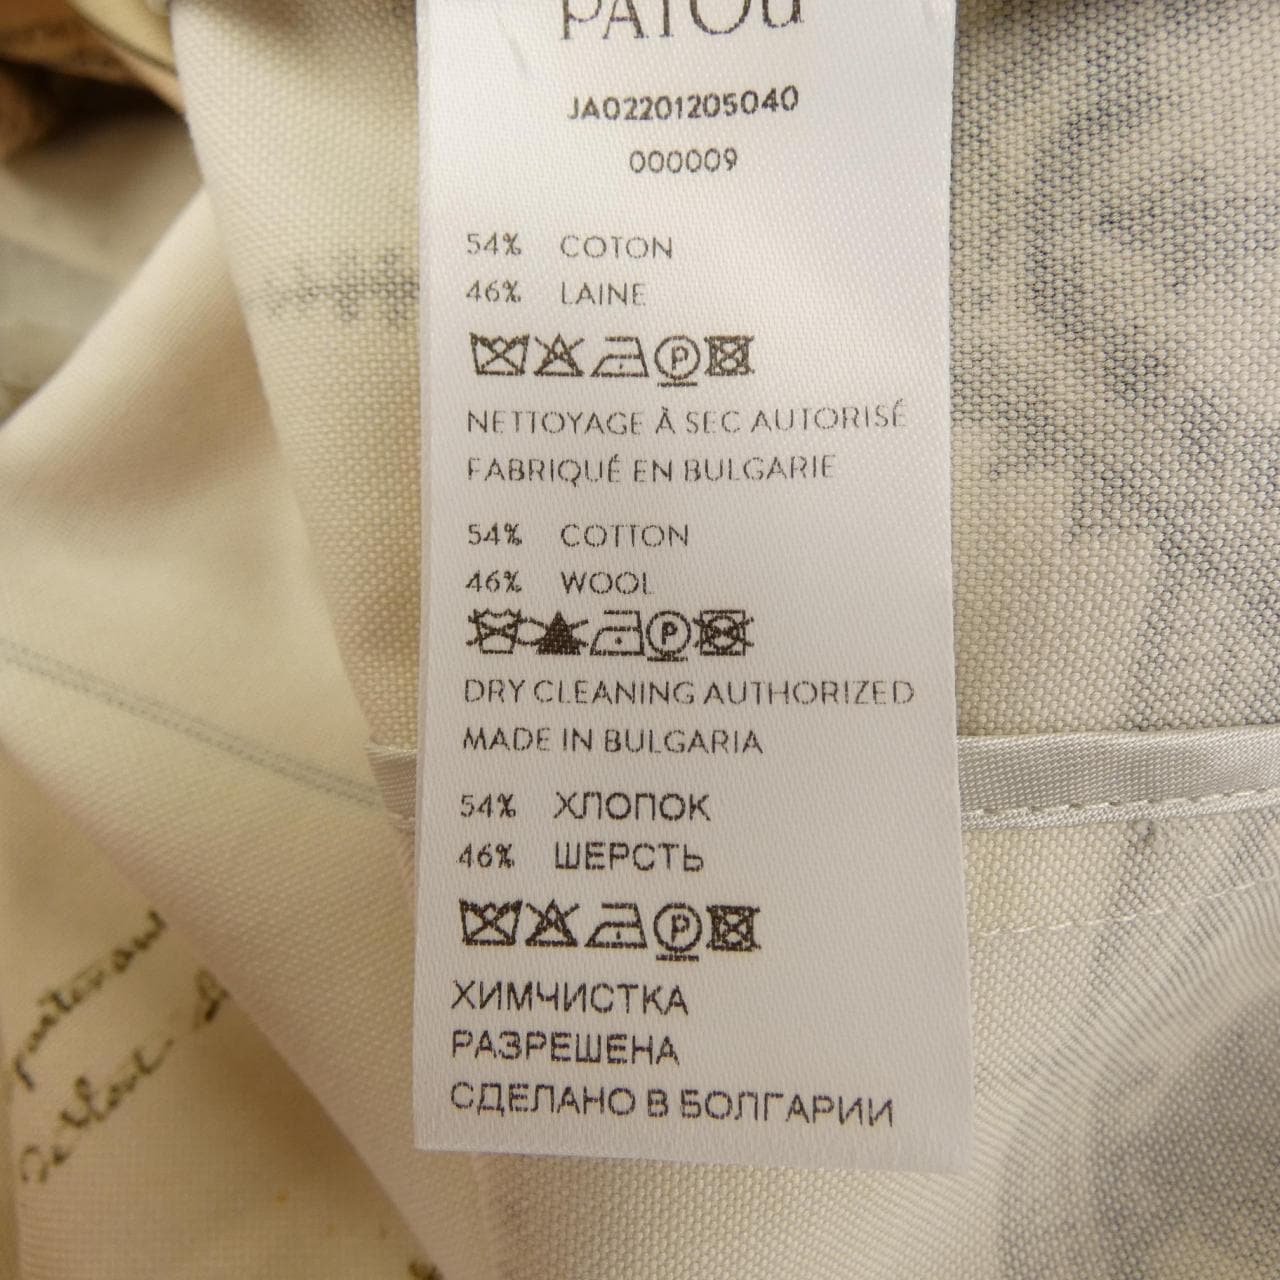 PATOU
JA02201205040
000009
54% COTON
46% LAINE
P
NETTOYAGE À SEC AUTORISÉ
FABRIQUÉ EN BULGARIE
54% COTTON
46% WOOL
P
DRY CLEANING AUTHORIZED
MADE IN BULGARIA
54% ХЛОПОК
46% ШЕРСТЬ
P
ХИМЧИСТКА
РАЗРЕШЕНА
СДЕЛАНО В БОЛГАРИИ